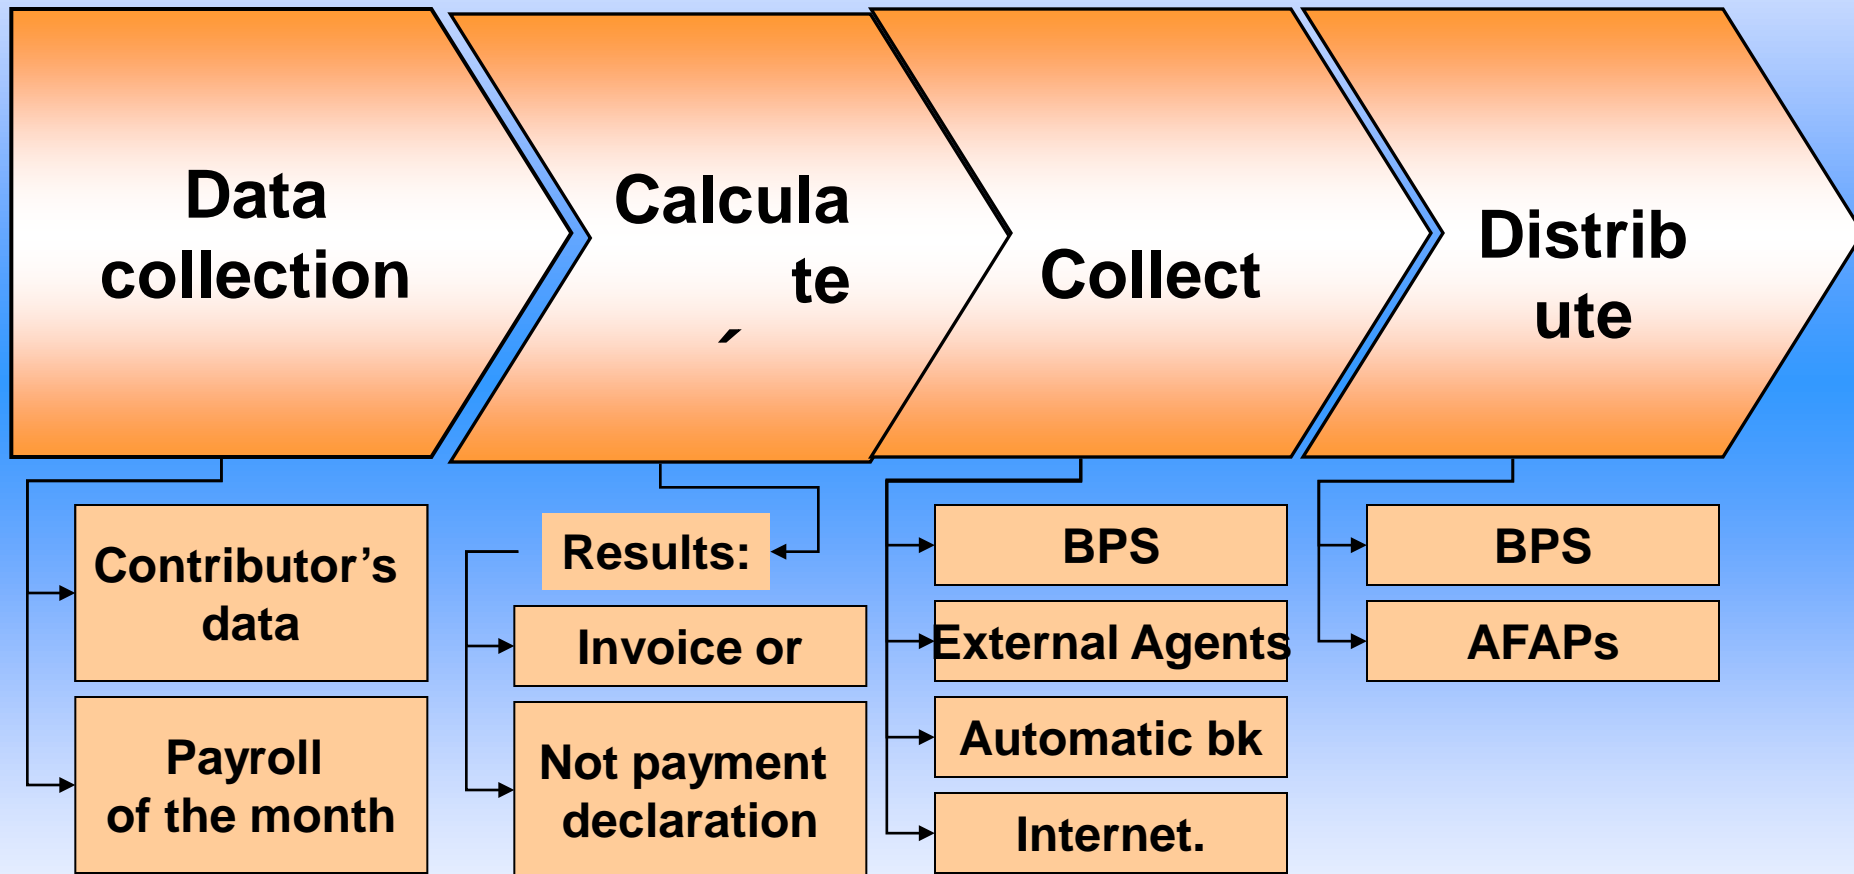 Data
collection
Calcula
te
´
Collect
Distrib
ute
Contributor’s
data
Payroll
of the month
Results:
Invoice or
Not payment
declaration
BPS
External Agents
Automatic bk
Internet.
BPS
AFAPs